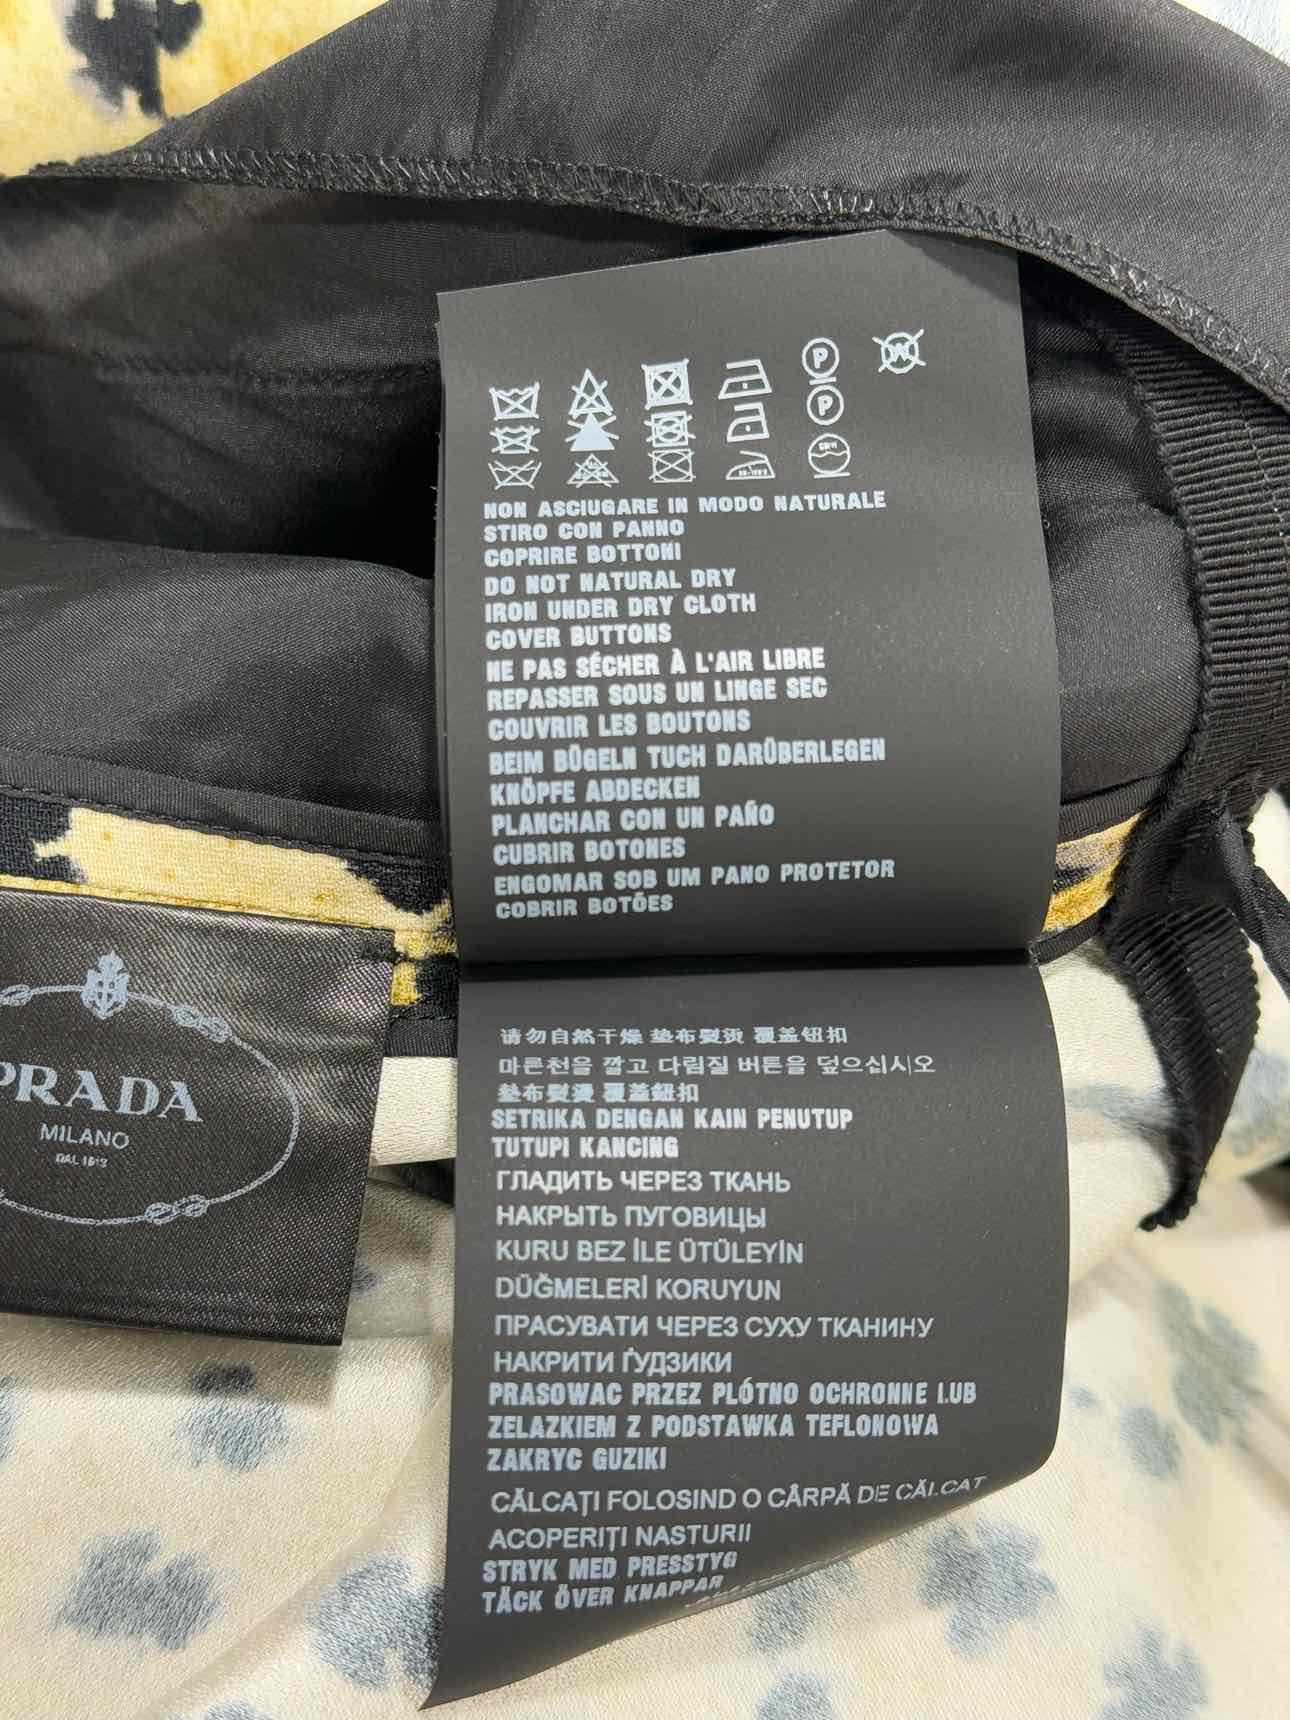 P
W
P
NON ASCIUGARE IN MODO NATURALE
STIRO CON PANNO
COPRIRE BOTTONI
DO NOT NATURAL DRY
IRON UNDER DRY CLOTH
COVER BUTTONS
NE PAS SÉCHER À L'AIR LIBRE
REPASSER SOUS UN LINGE SEC
COUVRIR LES BOUTONS
BEIM BÜGELN TUCH DARÜBERLEGEN
KNÖPFE ABDECKEN
PLANCHAR CON UN PAÑO
CUBRIR BOTONES
ENGOMAR SOB UM PANO PROTETOR
COBRIR BOTÕES
PRADA
MILANO
DAL 1913
请勿自然干燥 垫布熨烫 覆盖钮扣
마른천을 깔고 다림질 버튼을 덮으십시오
墊布熨燙 覆蓋鈕扣
SETRIKA DENGAN KAIN PENUTUP
TUTUPI KANCING
ГЛАДИТЬ ЧЕРЕЗ ТКАНЬ
НАКРЫТЬ ПУГОВИЦЫ
KURU BEZ İLE ÜTÜLEYİN
DÜĞMELERİ KORUYUN
ПРАСУВАТИ ЧЕРЕЗ СУХУ ТКАНИНУ
НАКРИТИ ҐУДЗИКИ
PRASOWAC PRZEZ PLÓTNO OCHRONNE LUB
ZELAZKIEM Z PODSTAWKA TEFLONOWA
ZAKRYC GUZIKI
CĂLCAȚI FOLOSIND O CÂRPĂ DE CĂLCAT
ACOPERIȚI NASTURII
STRYK MED PRESSTYG
TÄCK ÖVER KNAPPAR